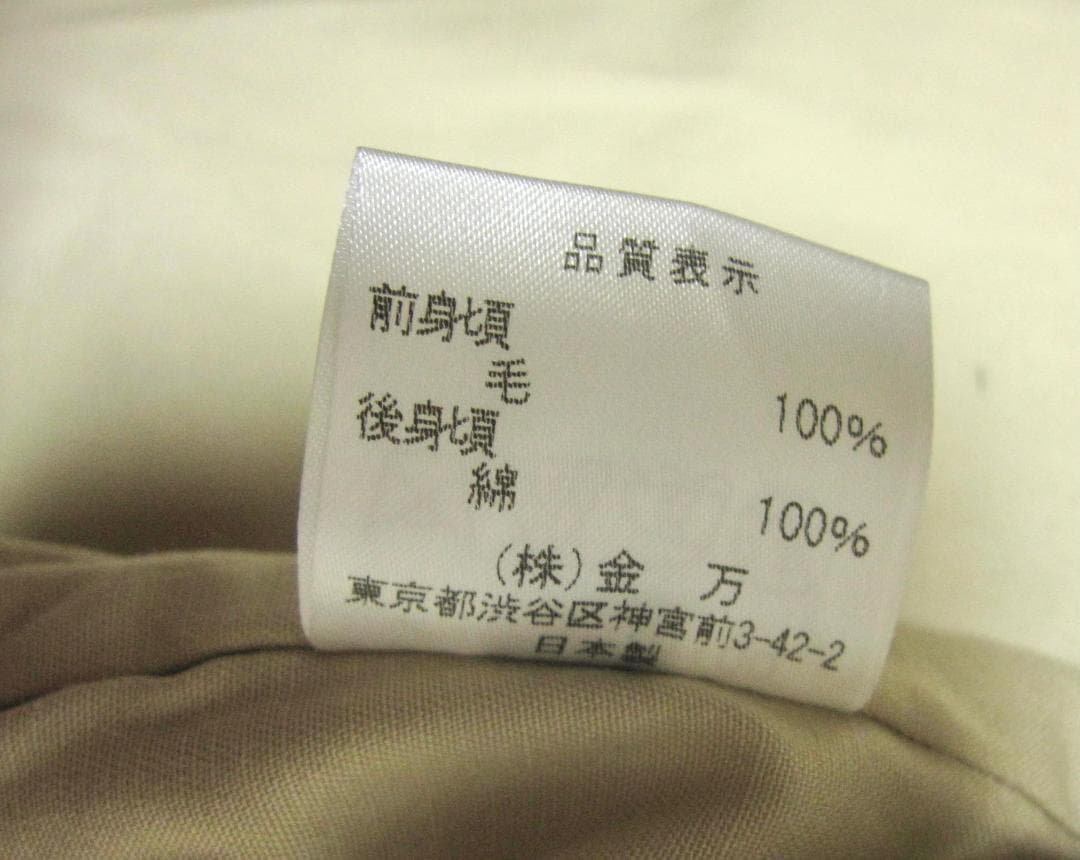 品質表示
前身頃
毛 100%
後身頃
綿 100%
(株)金 万
東京都渋谷区神宮前3-42-2
日本製